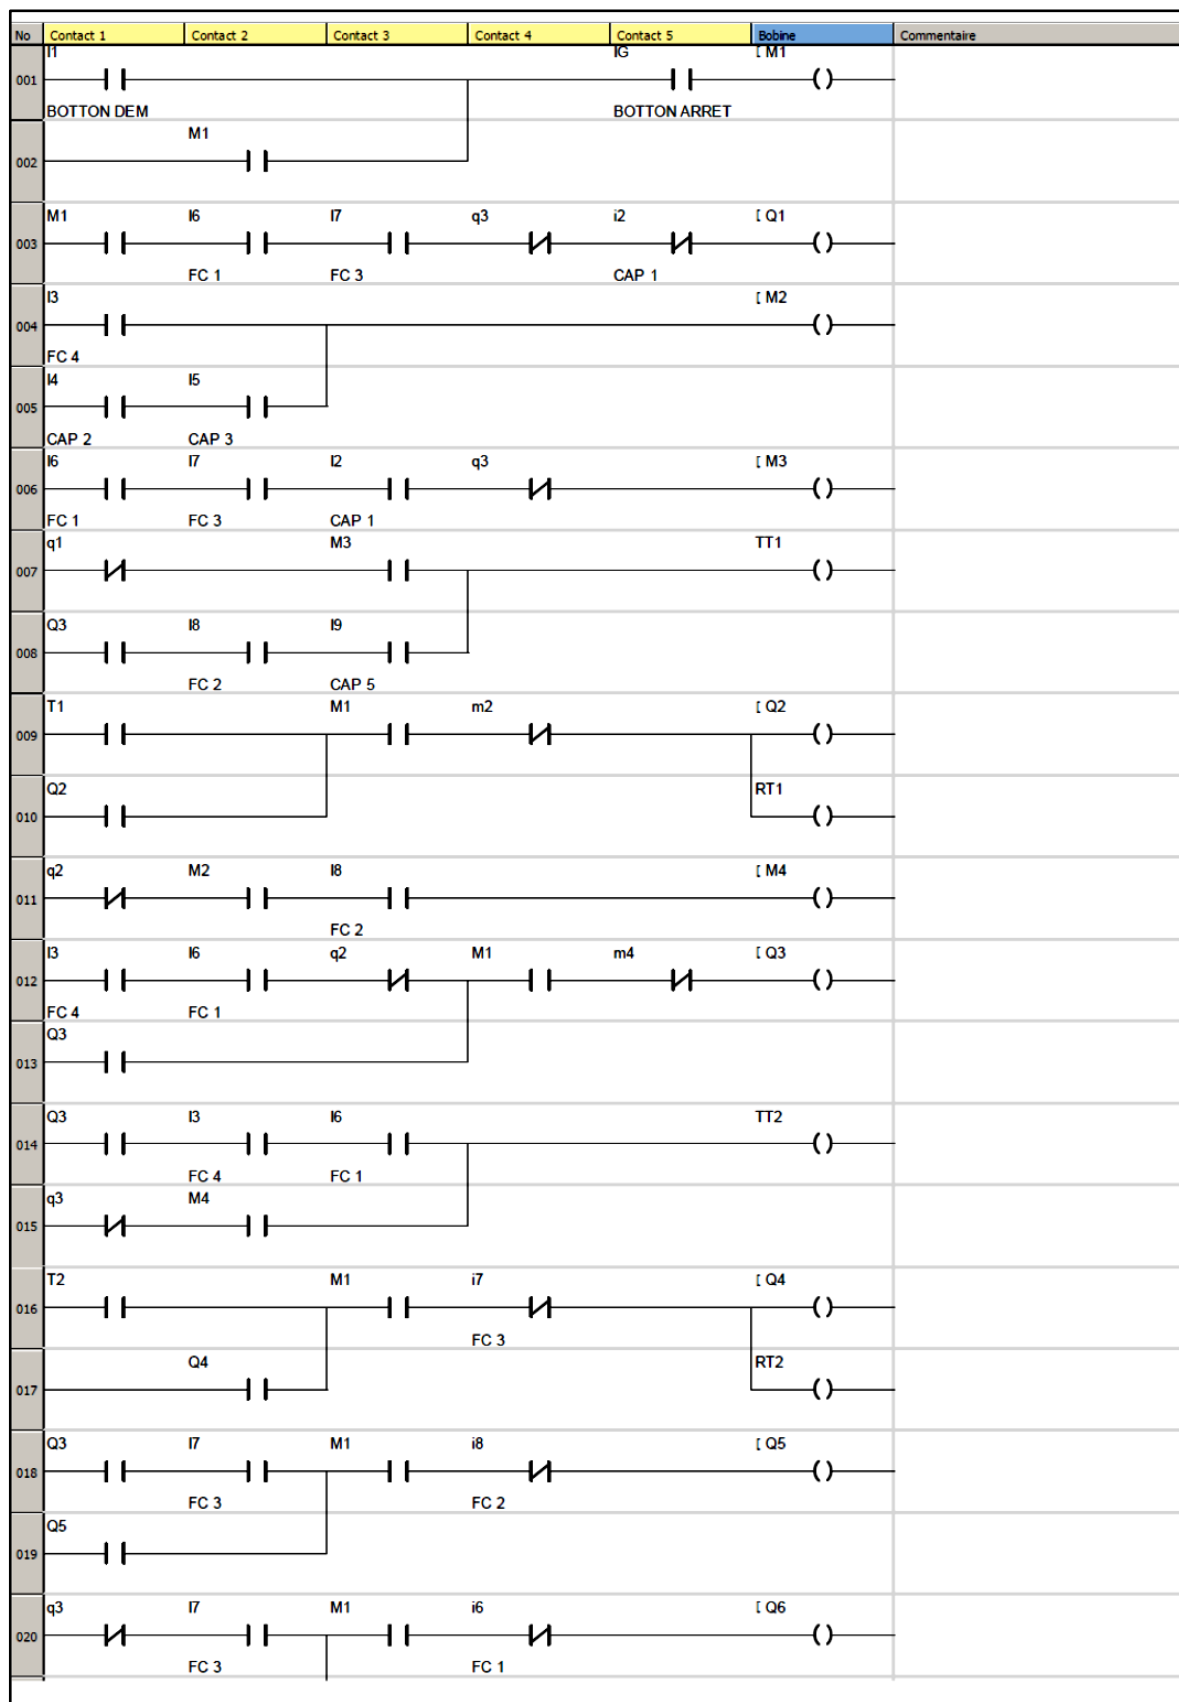 No Contact 1 Contact 2 Contact 3 Contact 4 Contact 5 Bobine Commentaire
I1 IG [ M1
001
BOTTON DEM BOTTON ARRET
M1
002
M1 I6 I7 q3 i2 [ Q1
003
FC 1 FC 3 CAP 1
I3 [ M2
004
FC 4
I4 I5
005
CAP 2 CAP 3
I6 I7 I2 q3 [ M3
006
FC 1 FC 3 CAP 1
q1 M3 TT1
007
Q3 I8 I9
008
FC 2 CAP 5
T1 M1 m2 [ Q2
009
Q2 RT1
010
q2 M2 I8 [ M4
011
FC 2
I3 I6 q2 M1 m4 [ Q3
012
FC 4 FC 1
Q3
013
Q3 I3 I6 TT2
014
FC 4 FC 1
q3 M4
015
T2 M1 i7 [ Q4
016
FC 3
Q4 RT2
017
Q3 I7 M1 i8 [ Q5
018
FC 3 FC 2
Q5
019
q3 I7 M1 i6 [ Q6
020
FC 3 FC 1